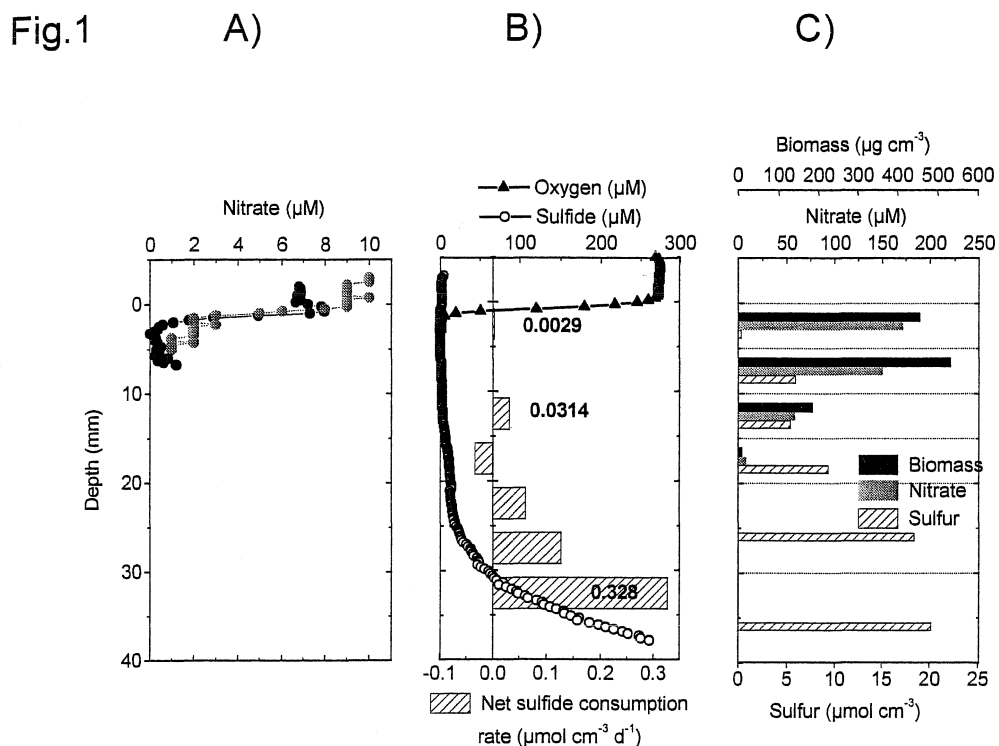 Fig.1 A) B) C)
Biomass (µg cm⁻³)
0 100 200 300 400 500 600
Oxygen (µM)
Nitrate (µM) Sulfide (µM) Nitrate (µM)
0 2 4 6 8 10
0 100 200 300
0 50 100 150 200 250
0
10
20
30
40
Depth (mm)
0.0029
0.0314
0.328
-0.1 0.0 0.1 0.2 0.3
Net sulfide consumption
rate (µmol cm⁻³ d⁻¹)
Biomass
Nitrate
Sulfur
0 5 10 15 20 25
Sulfur (µmol cm⁻³)